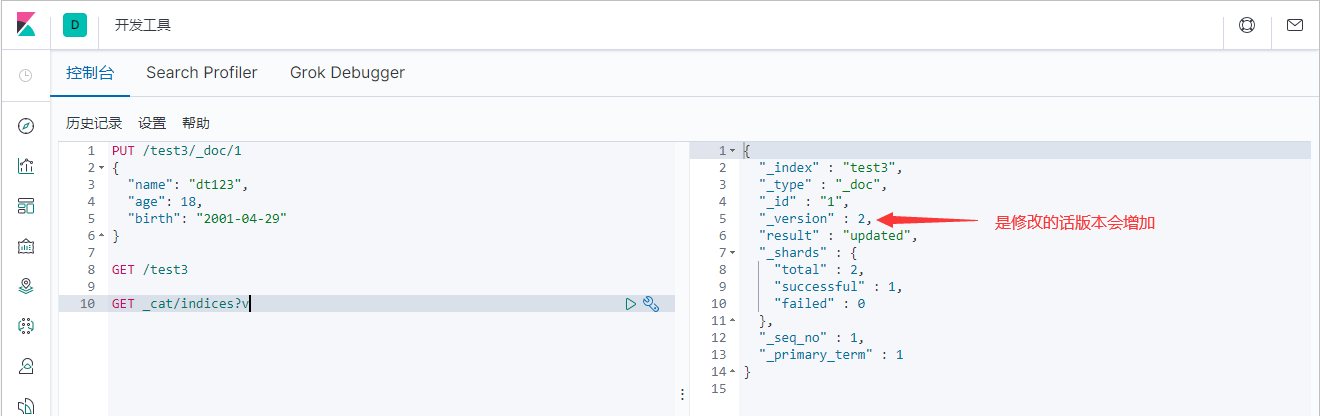 D 开发工具
控制台 Search Profiler Grok Debugger
历史记录 设置 帮助
1 PUT /test3/_doc/1
2 {
3 "name": "dt123",
4 "age": 18,
5 "birth": "2001-04-29"
6 }
7
8 GET /test3
9
10 GET _cat/indices?v
1 {
2 "_index" : "test3",
3 "_type" : "_doc",
4 "_id" : "1",
5 "_version" : 2, 是修改的话版本会增加
6 "result" : "updated",
7 "_shards" : {
8 "total" : 2,
9 "successful" : 1,
10 "failed" : 0
11 },
12 "_seq_no" : 1,
13 "_primary_term" : 1
14 }
15